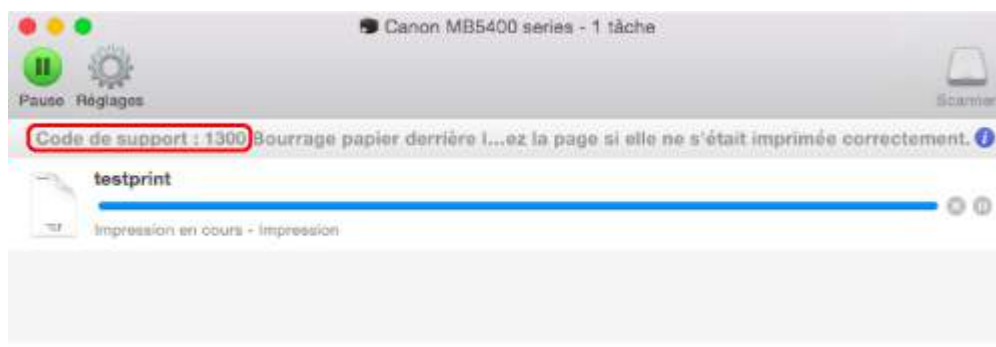 Canon MB5400 series - 1 tâche
Pause Réglages Scanner
Code de support : 1300 Bourrage papier derrière l...ez la page si elle ne s'était imprimée correctement.
testprint
Impression en cours - Impression